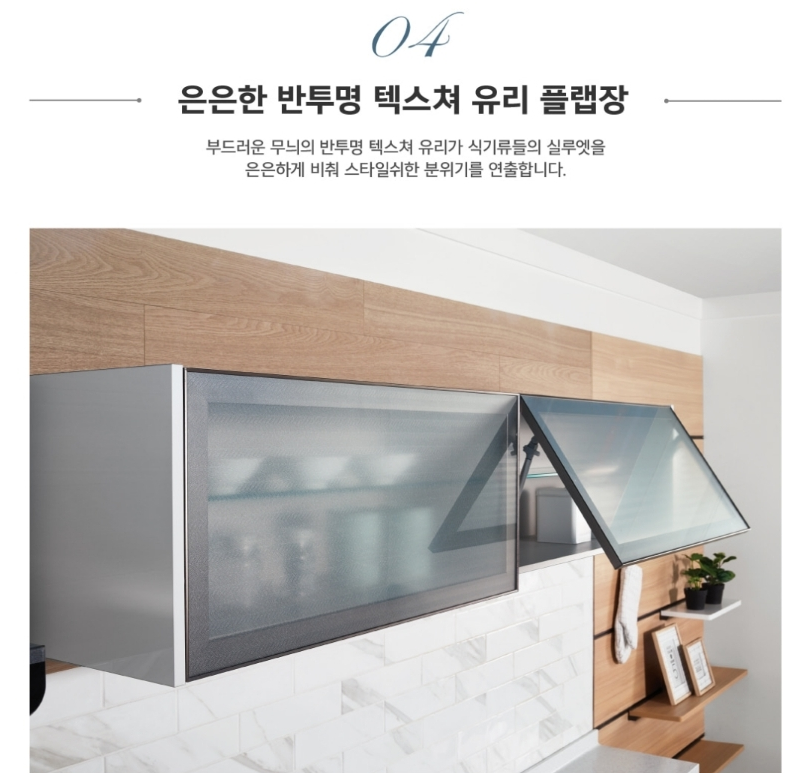 04
은은한 반투명 텍스쳐 유리 플랩장
부드러운 무늬의 반투명 텍스쳐 유리가 식기류들의 실루엣을
은은하게 비춰 스타일쉬한 분위기를 연출합니다.